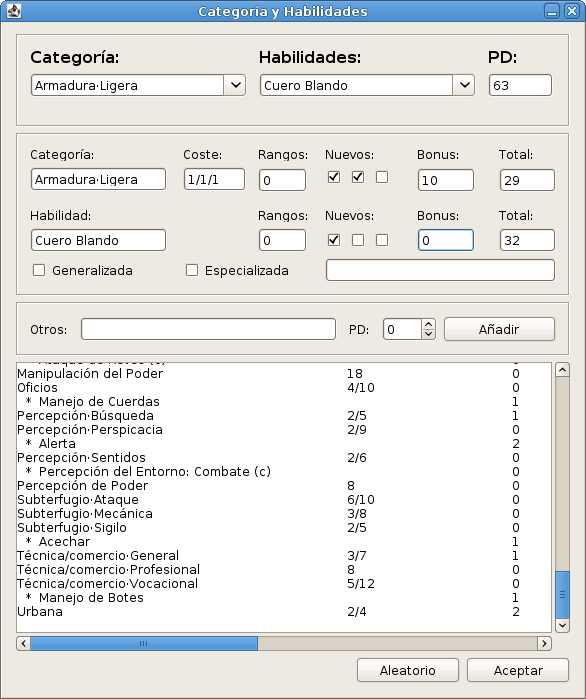 Categoría y Habilidades
Categoría: Habilidades: PD:
Armadura·Ligera Cuero Blando 63
Categoría: Coste: Rangos: Nuevos: Bonus: Total:
Armadura·Ligera 1/1/1 0 10 29
Habilidad: Rangos: Nuevos: Bonus: Total:
Cuero Blando 0 0 32
Generalizada Especializada
Otros: PD: 0 Añadir
Manipulación del Poder 18 0
Oficios 4/10 0
* Manejo de Cuerdas 1
Percepción·Búsqueda 2/5 1
Percepción·Perspicacia 2/9 0
* Alerta 2
Percepción·Sentidos 2/6 0
* Percepción del Entorno: Combate (c) 0
Percepción de Poder 8 0
Subterfugio·Ataque 6/10 0
Subterfugio·Mecánica 3/8 0
Subterfugio·Sigilo 2/5 0
* Acechar 1
Técnica/comercio·General 3/7 1
Técnica/comercio·Profesional 8 0
Técnica/comercio·Vocacional 5/12 0
* Manejo de Botes 1
Urbana 2/4 2
Aleatorio Aceptar